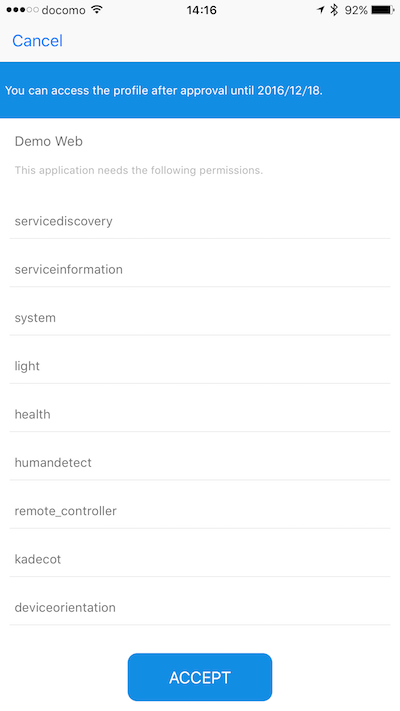 docomo 14:16 92%
Cancel
You can access the profile after approval until 2016/12/18.
Demo Web
This application needs the following permissions.
servicediscovery
serviceinformation
system
light
health
humandetect
remote_controller
kadecot
deviceorientation
ACCEPT